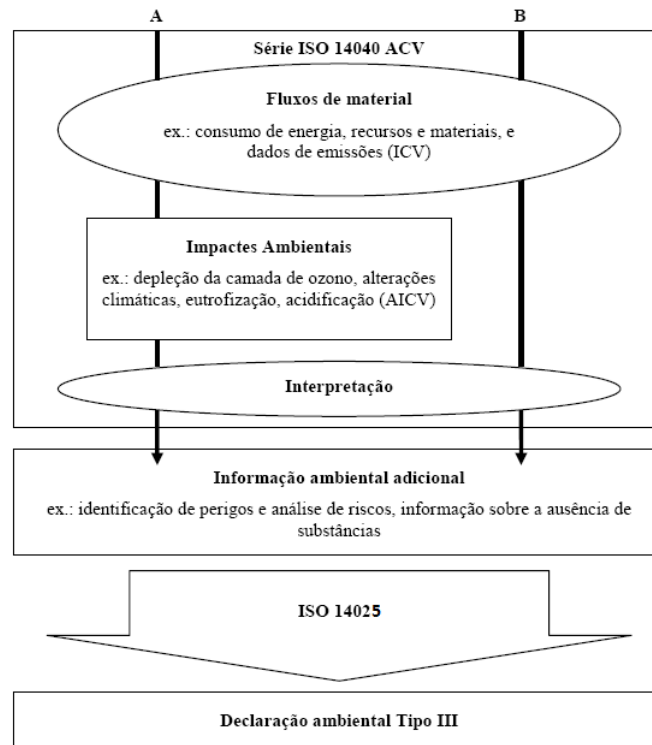 A B
Série ISO 14040 ACV
Fluxos de material
ex.: consumo de energia, recursos e materiais, e
dados de emissões (ICV)
Impactes Ambientais
ex.: depleção da camada de ozono, alterações
climáticas, eutrofização, acidificação (AICV)
Interpretação
Informação ambiental adicional
ex.: identificação de perigos e análise de riscos, informação sobre a ausência de
substâncias
ISO 14025
Declaração ambiental Tipo III